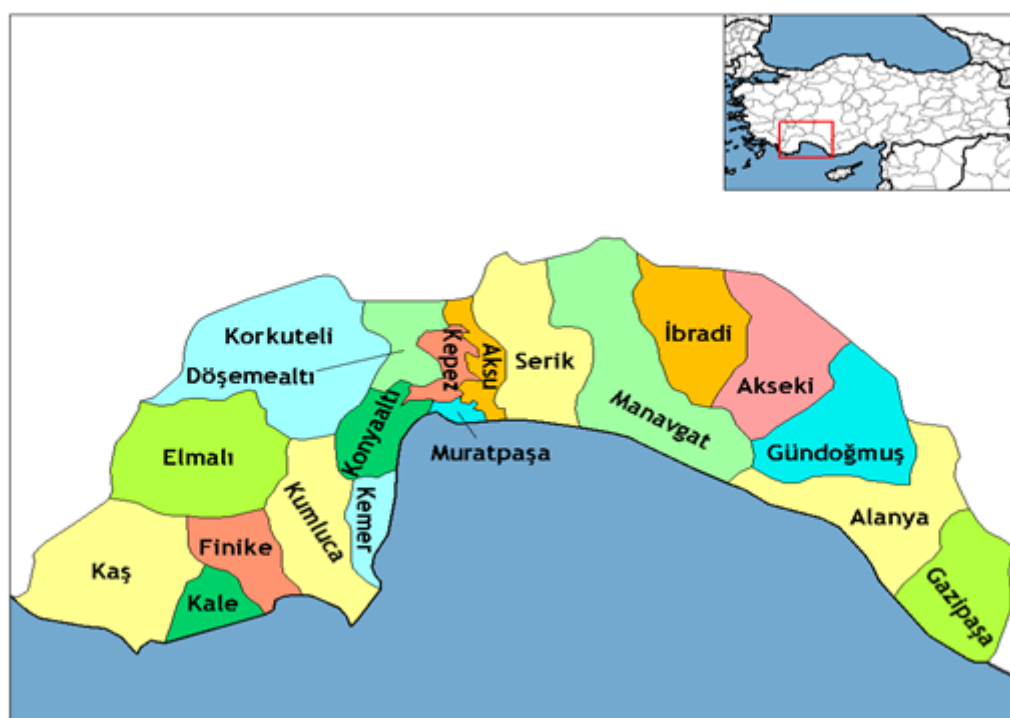 Korkuteli
Döşemealtı
Kepez
Aksu
Serik
İbradi
Akseki
Manavgat
Gündoğmuş
Elmalı
Konyaaltı
Muratpaşa
Kemer
Kumluca
Finike
Kaş
Kale
Alanya
Gazipaşa